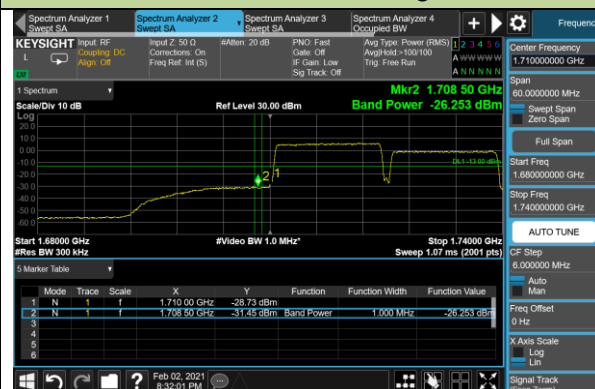 Spectrum Analyzer 1
Swept SA
Spectrum Analyzer 2
Swept SA
Spectrum Analyzer 3
Swept SA
Spectrum Analyzer 4
Occupied BW
Frequen
KEYSIGHT
L
Input: RF
Coupling: DC
Align: Off
Input Z: 50 Ω
Corrections: On
Freq Ref: Int (S)
#Atten: 20 dB
PNO: Fast
Gate: Off
IF Gain: Low
Sig Track: Off
Avg Type: Power (RMS)
Avg|Hold:>100/100
Trig: Free Run
1 2 3 4 5 6
A W W W W W
A N N N N N
1 Spectrum
Scale/Div 10 dB
Ref Level 30.00 dBm
Mkr2 1.708 50 GHz
Band Power -26.253 dBm
Log
20.0
10.0
0.00
-10.0
-20.0
-30.0
-40.0
-50.0
-60.0
DL1 -13.00 dBm
2
1
Start 1.68000 GHz
#Res BW 300 kHz
#Video BW 1.0 MHz*
Stop 1.74000 GHz
Sweep 1.07 ms (2001 pts)
5 Marker Table
Mode Trace Scale X Y Function Function Width Function Value
1 N 1 f 1.710 00 GHz -28.73 dBm
2 N 1 f 1.708 50 GHz -31.45 dBm Band Power 1.000 MHz -26.253 dBm
3
4
5
6
Feb 02, 2021
8:32:01 PM
Center Frequency
1.710000000 GHz
Span
60.0000000 MHz
Swept Span
Zero Span
Full Span
Start Freq
1.680000000 GHz
Stop Freq
1.740000000 GHz
AUTO TUNE
CF Step
6.000000 MHz
Auto
Man
Freq Offset
0 Hz
X Axis Scale
Log
Lin
Signal Track